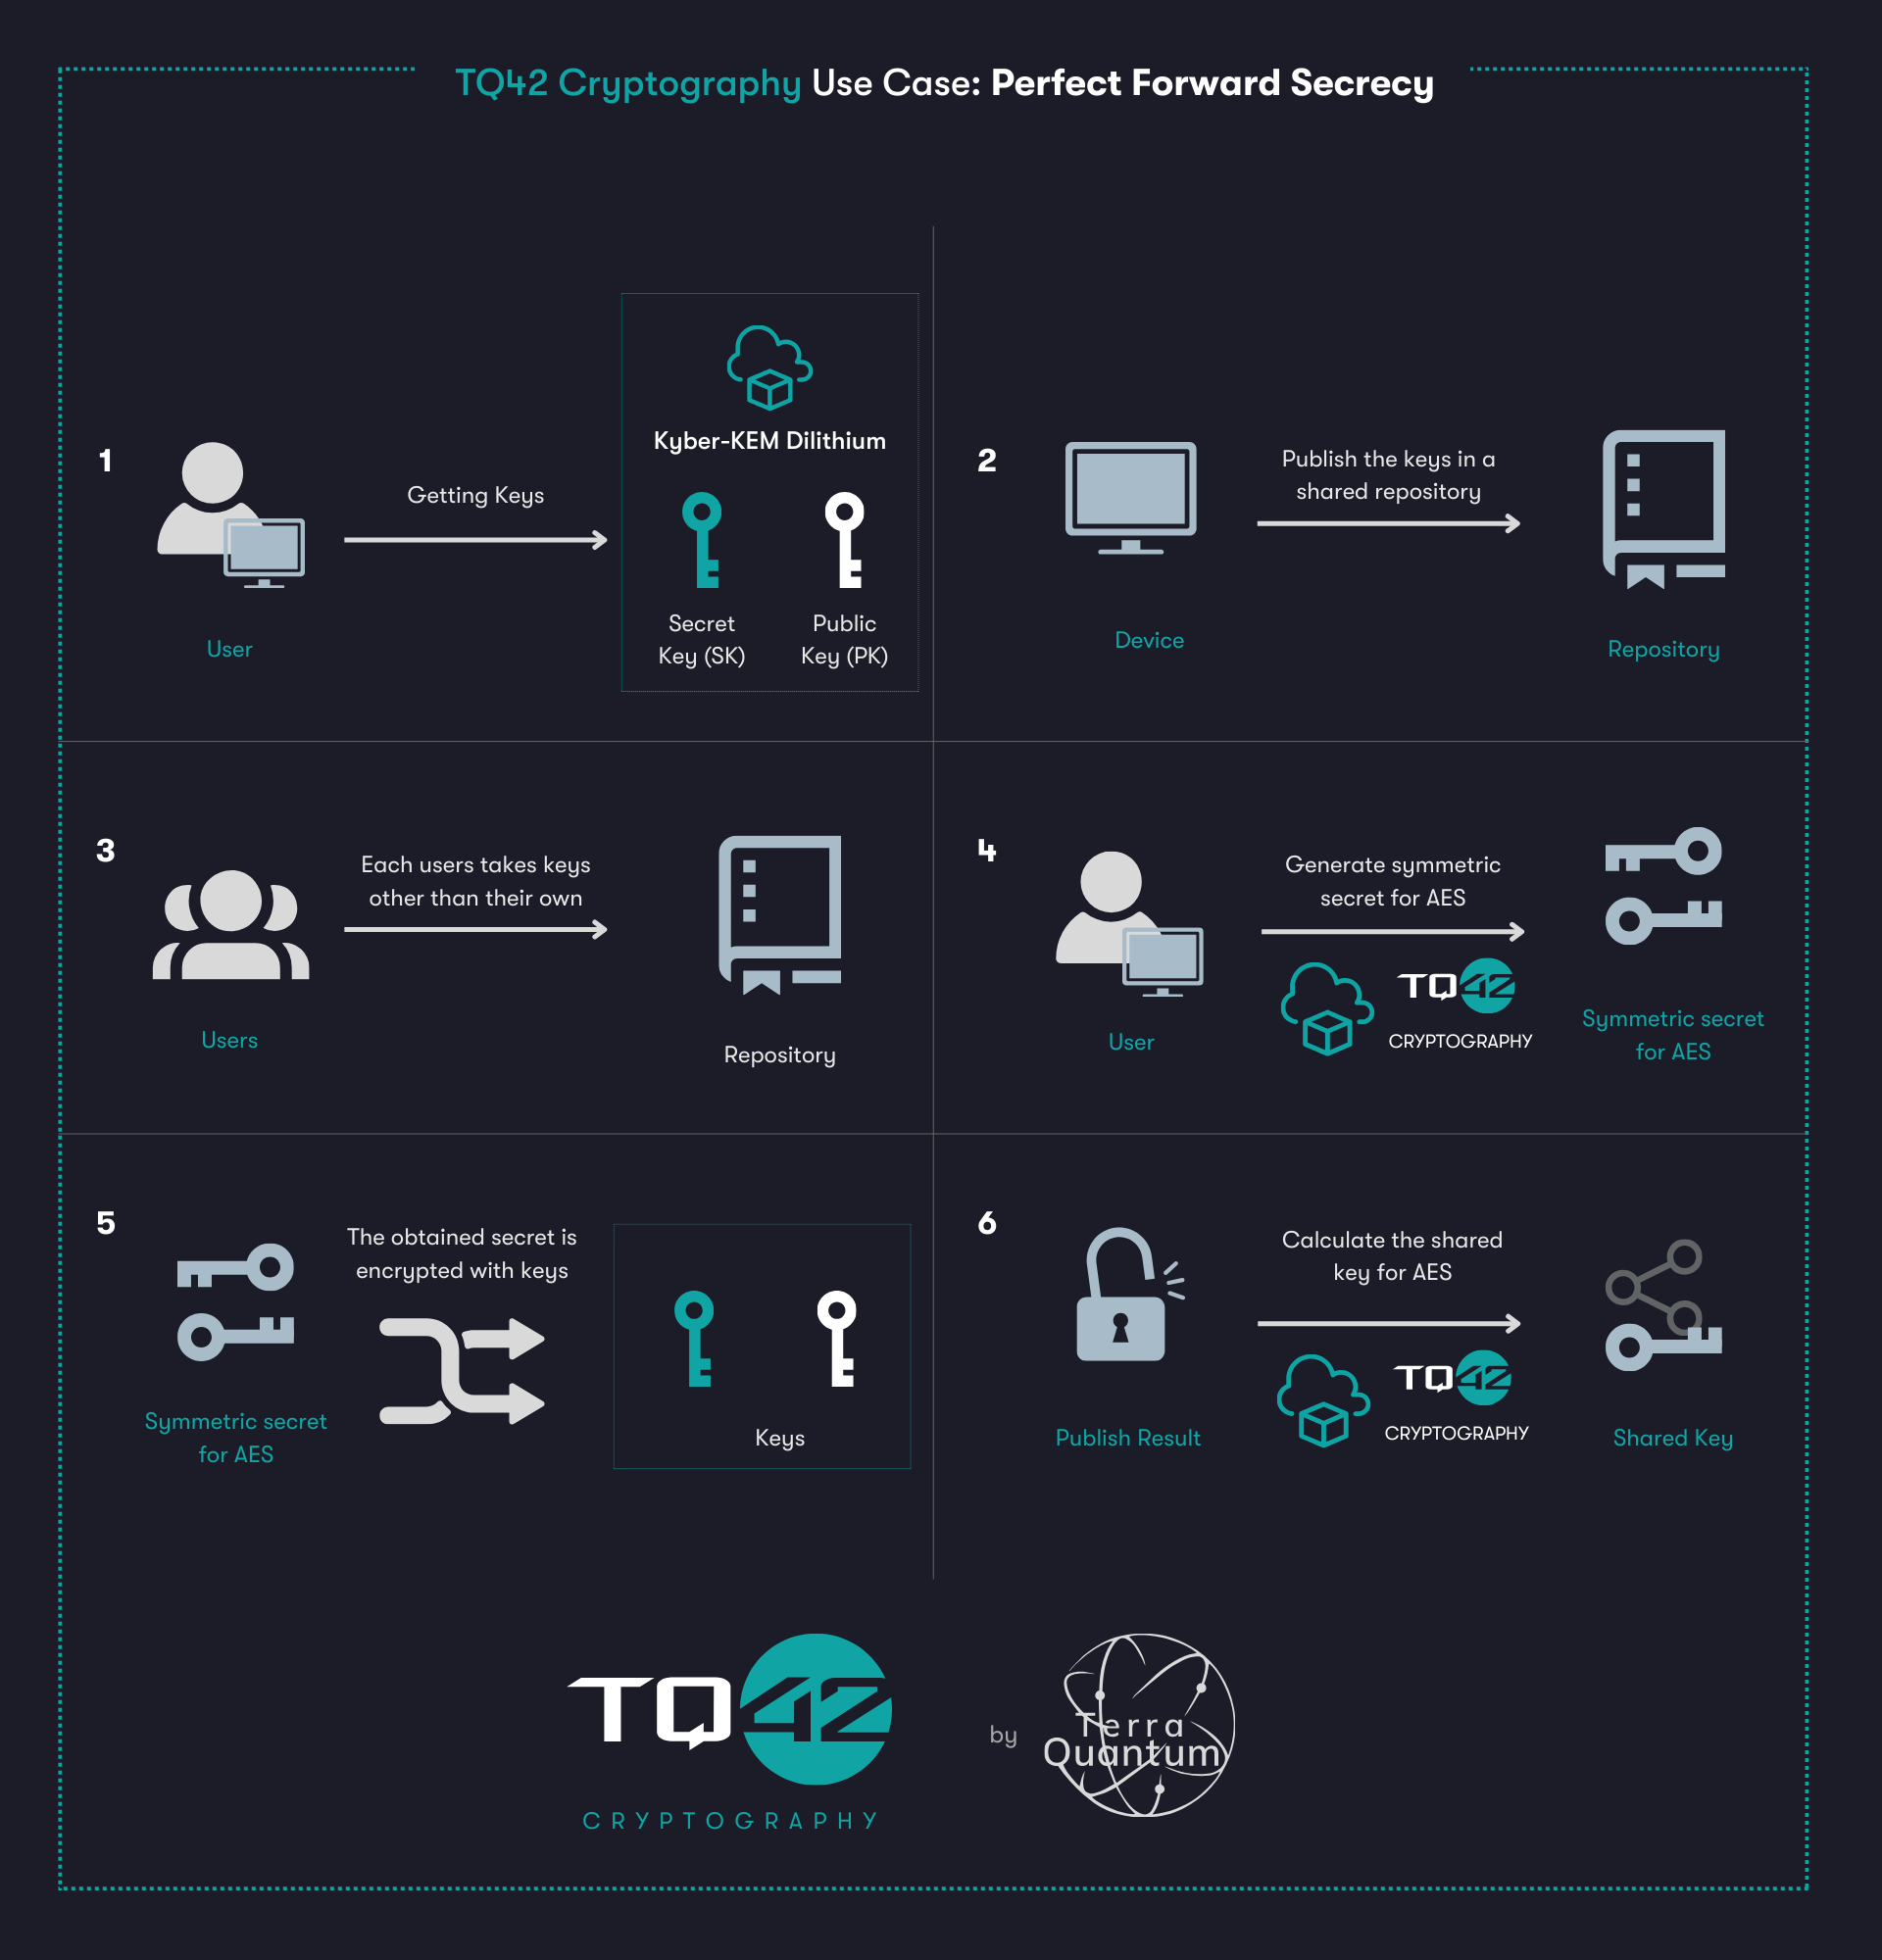 TQ42 Cryptography Use Case: Perfect Forward Secrecy
1
Getting Keys
User
Kyber-KEM Dilithium
Secret
Key (SK)
Public
Key (PK)
2
Publish the keys in a
shared repository
Device
Repository
3
Each users takes keys
other than their own
Users
Repository
4
Generate symmetric
secret for AES
User
TQ42
CRYPTOGRAPHY
Symmetric secret
for AES
5
The obtained secret is
encrypted with keys
Symmetric secret
for AES
Keys
6
Calculate the shared
key for AES
Publish Result
TQ42
CRYPTOGRAPHY
Shared Key
TQ42
CRYPTOGRAPHY
by
Terra
Quantum